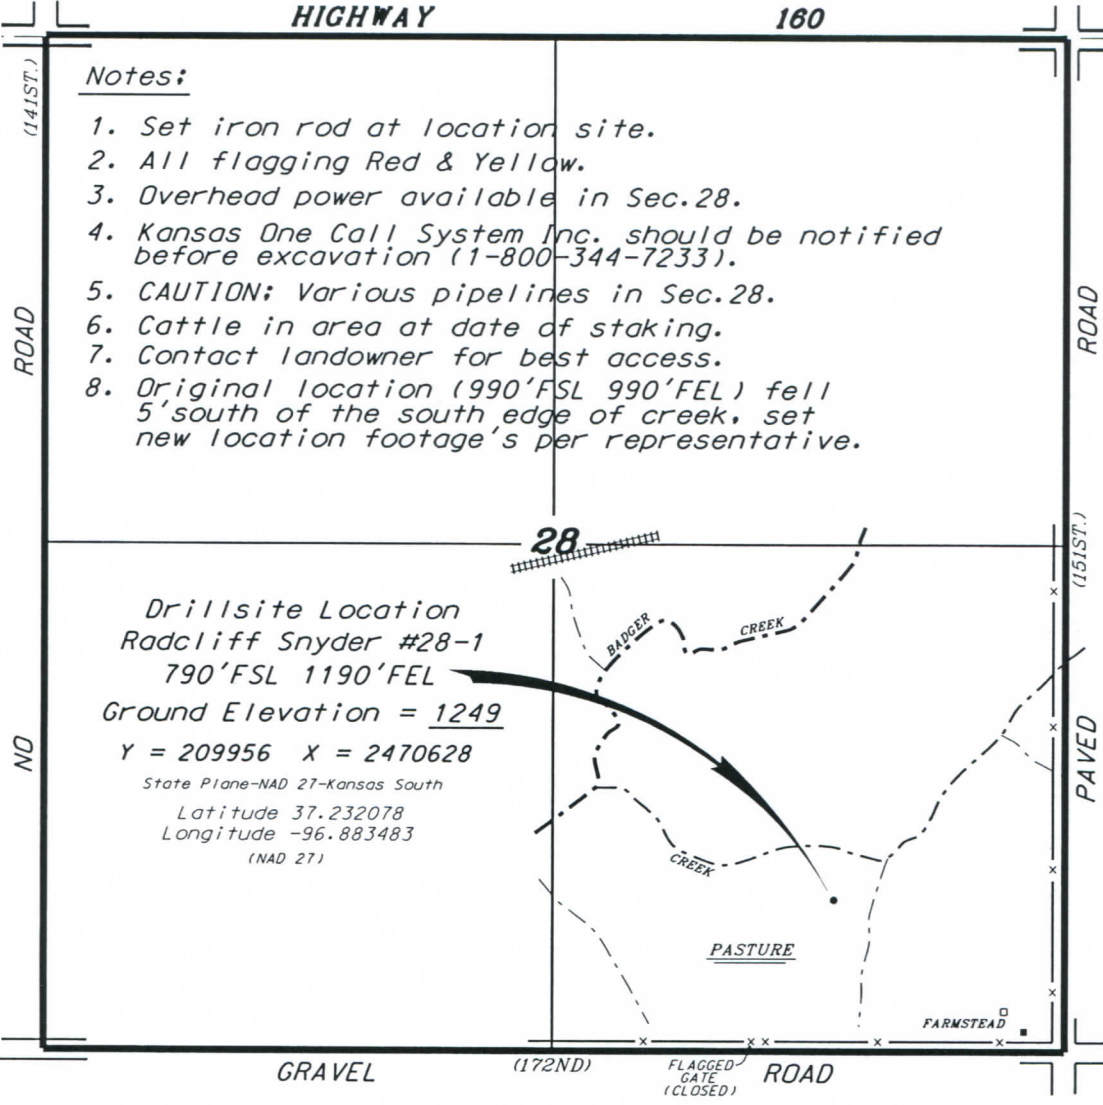 HIGHWAY 160
(141ST.)
Notes:
1. Set iron rod at location site.
2. All flagging Red & Yellow.
3. Overhead power available in Sec.28.
4. Kansas One Call System Inc. should be notified
before excavation (1-800-344-7233).
5. CAUTION: Various pipelines in Sec.28.
6. Cattle in area at date of staking.
7. Contact landowner for best access.
8. Original location (990'FSL 990'FEL) fell
5'south of the south edge of creek, set
new location footage's per representative.
ROAD
ROAD
28
(151ST.)
Drillsite Location
Radcliff Snyder #28-1
790'FSL 1190'FEL
Ground Elevation = 1249
Y = 209956 X = 2470628
State Plane-NAD 27-Kansas South
Latitude 37.232078
Longitude -96.883483
(NAD 27)
BADGER CREEK
NO
PAVED
CREEK
PASTURE
FARMSTEAD
GRAVEL (172ND) ROAD
FLAGGED
GATE
(CLOSED)